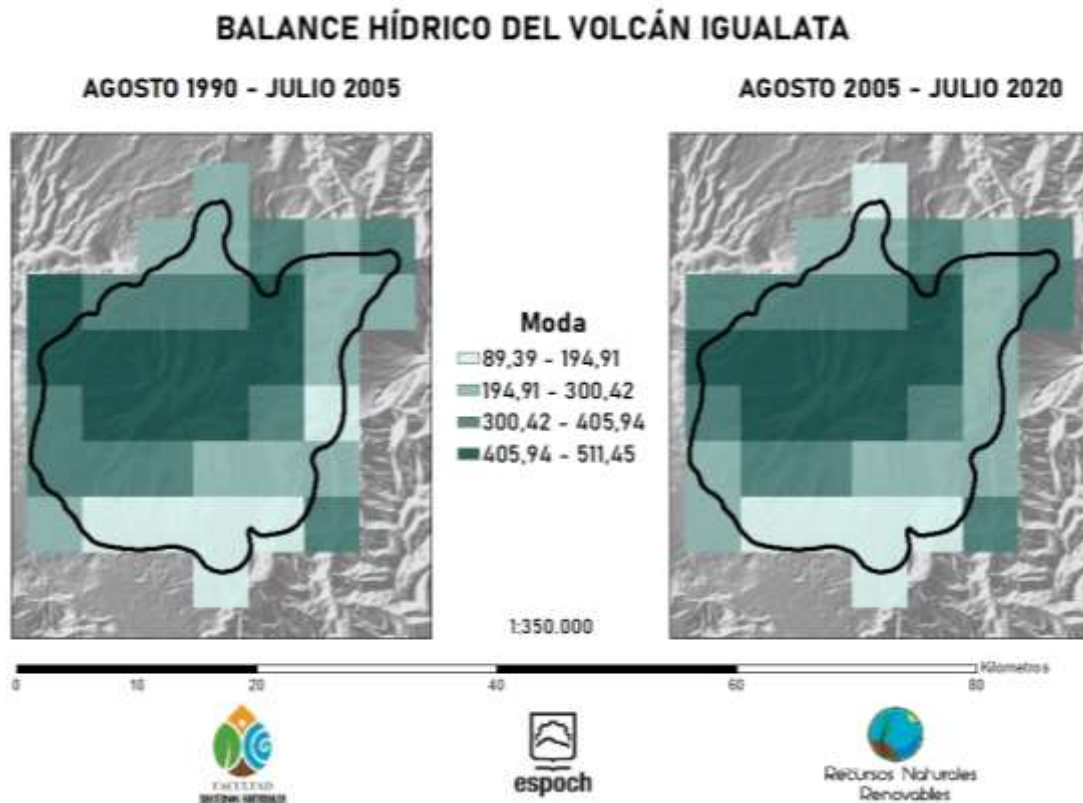 BALANCE HÍDRICO DEL VOLCÁN IGUALATA
AGOSTO 1990 - JULIO 2005
AGOSTO 2005 - JULIO 2020
Moda
89,39 - 194,91
194,91 - 300,42
300,42 - 405,94
405,94 - 511,45
1:350.000
Kilometros
0 10 20 40 60 80
FACULTAD
espoch
Recursos Naturales
Renovables